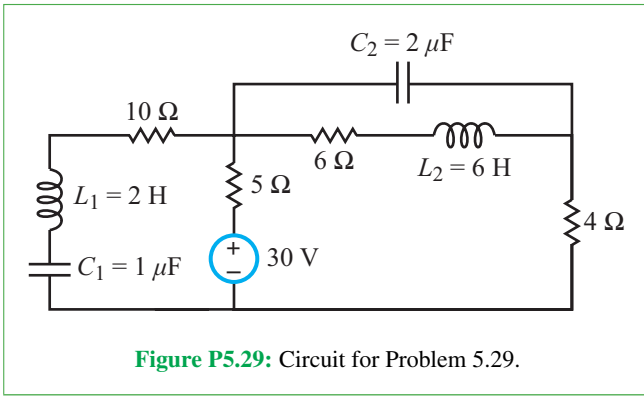 C₂ = 2 μF
10 Ω
6 Ω
L₂ = 6 H
L₁ = 2 H
5 Ω
4 Ω
+
30 V
−
C₁ = 1 μF
Figure P5.29: Circuit for Problem 5.29.